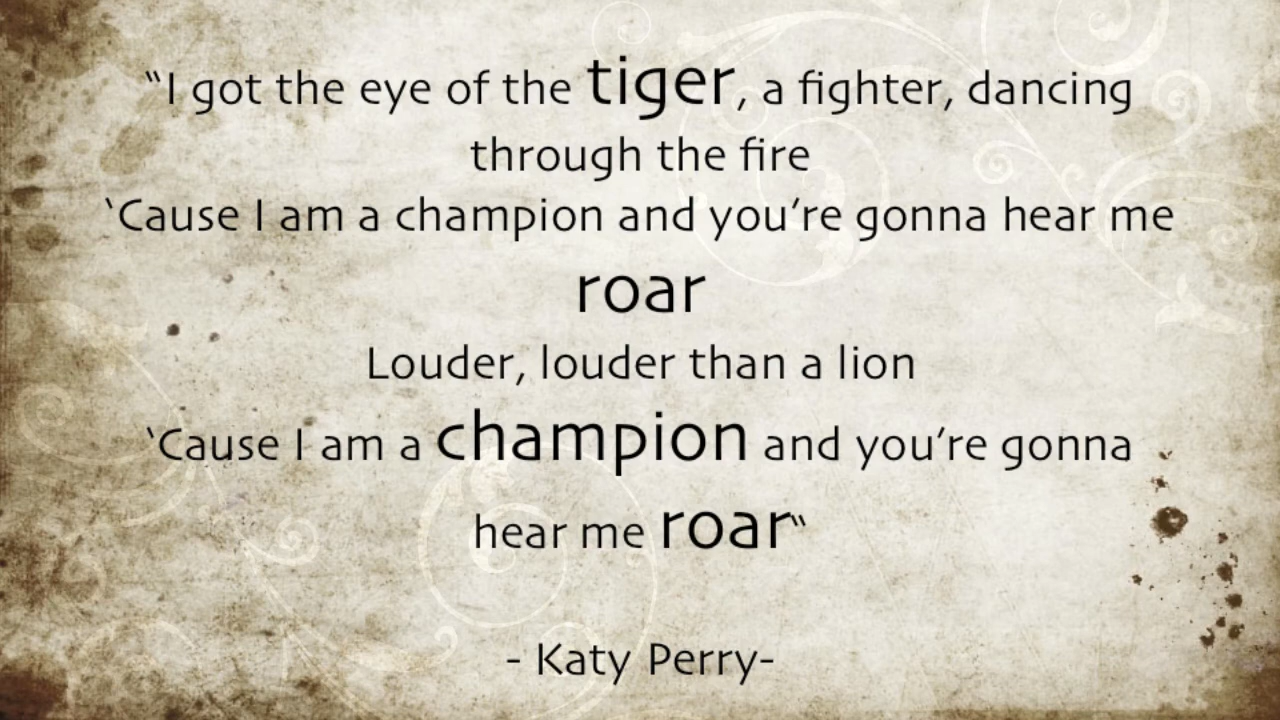 “I got the eye of the tiger, a fighter, dancing
through the fire
‘Cause I am a champion and you’re gonna hear me
roar
Louder, louder than a lion
‘Cause I am a champion and you’re gonna
hear me roar“
- Katy Perry-